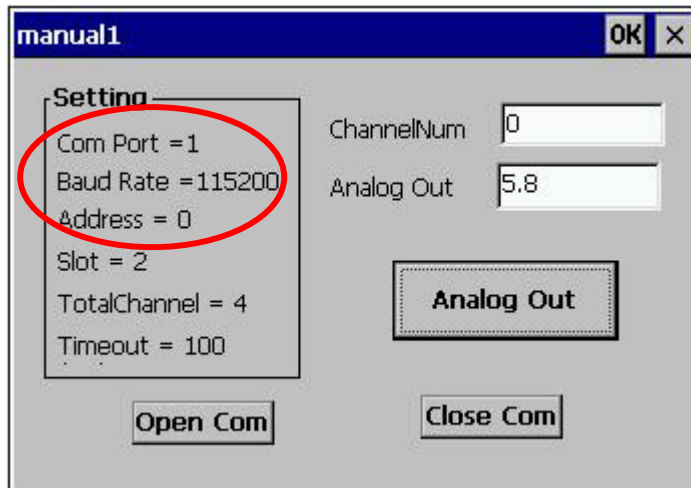 manual1 OK ×
Setting
Com Port =1
Baud Rate =115200
Address = 0
Slot = 2
TotalChannel = 4
Timeout = 100
ChannelNum 0
Analog Out 5.8
Analog Out
Open Com
Close Com